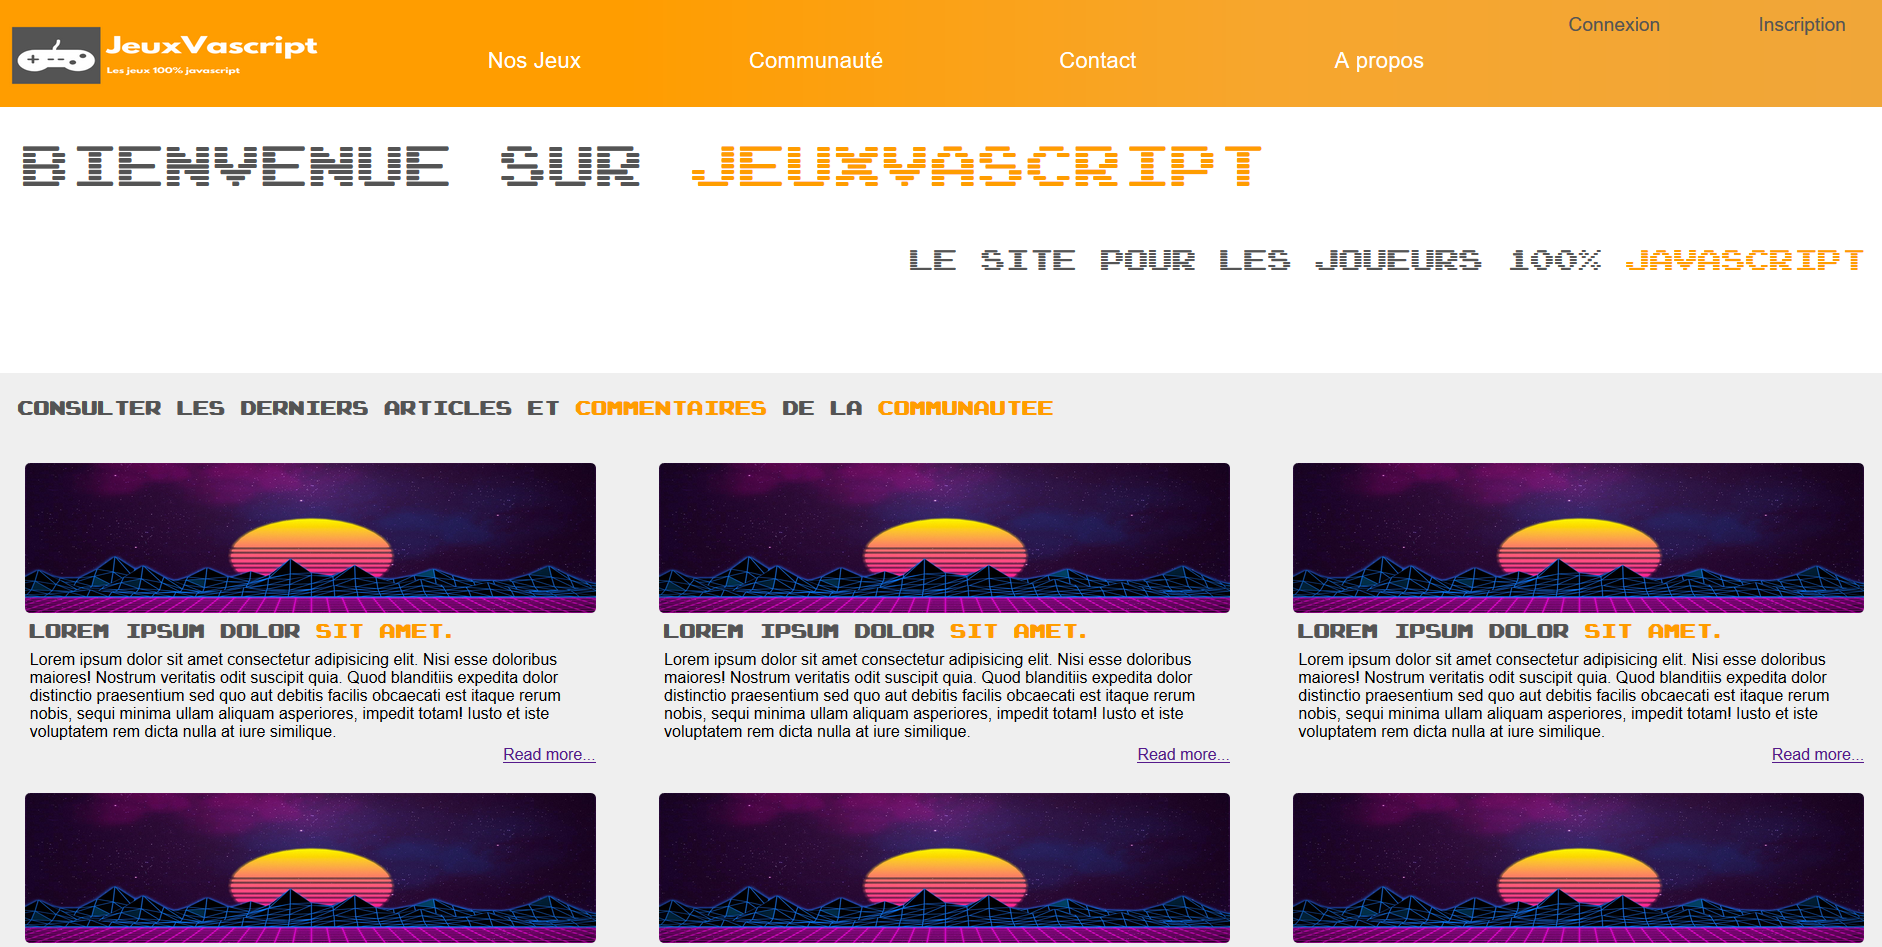 JeuxVascript
Les jeux 100% javascript
Nos Jeux
Communauté
Contact
A propos
Connexion
Inscription
BIENVENUE SUR JEUXVASCRIPT
LE SITE POUR LES JOUEURS 100% JAVASCRIPT
CONSULTER LES DERNIERS ARTICLES ET COMMENTAIRES DE LA COMMUNAUTEE
LOREM IPSUM DOLOR SIT AMET.
Lorem ipsum dolor sit amet consectetur adipisicing elit. Nisi esse doloribus
maiores! Nostrum veritatis odit suscipit quia. Quod blanditiis expedita dolor
distinctio praesentium sed quo aut debitis facilis obcaecati est itaque rerum
nobis, sequi minima ullam aliquam asperiores, impedit totam! Iusto et iste
voluptatem rem dicta nulla at iure similique.
Read more...
LOREM IPSUM DOLOR SIT AMET.
Lorem ipsum dolor sit amet consectetur adipisicing elit. Nisi esse doloribus
maiores! Nostrum veritatis odit suscipit quia. Quod blanditiis expedita dolor
distinctio praesentium sed quo aut debitis facilis obcaecati est itaque rerum
nobis, sequi minima ullam aliquam asperiores, impedit totam! Iusto et iste
voluptatem rem dicta nulla at iure similique.
Read more...
LOREM IPSUM DOLOR SIT AMET.
Lorem ipsum dolor sit amet consectetur adipisicing elit. Nisi esse doloribus
maiores! Nostrum veritatis odit suscipit quia. Quod blanditiis expedita dolor
distinctio praesentium sed quo aut debitis facilis obcaecati est itaque rerum
nobis, sequi minima ullam aliquam asperiores, impedit totam! Iusto et iste
voluptatem rem dicta nulla at iure similique.
Read more...